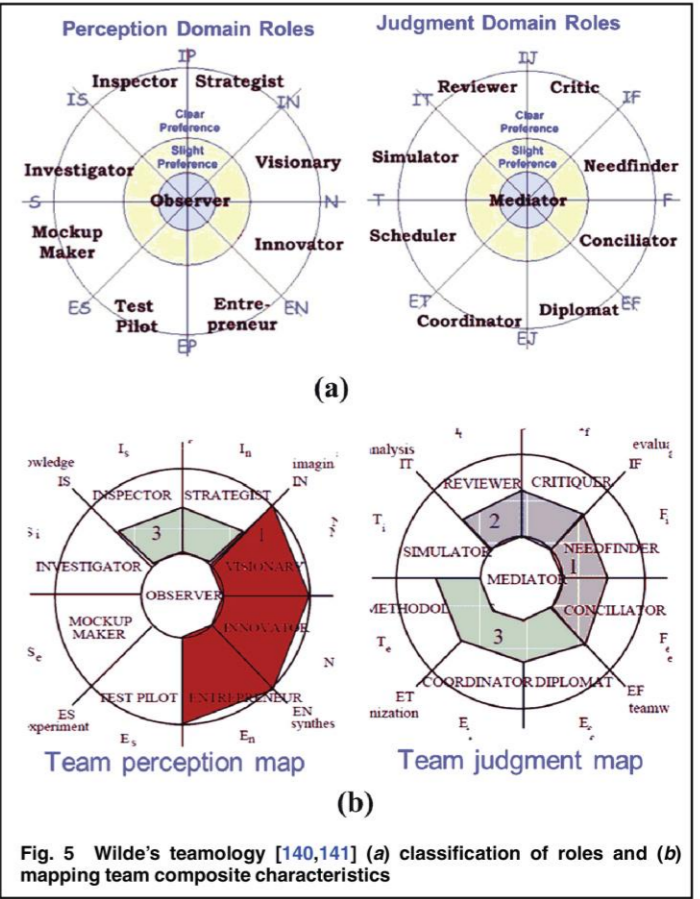 Perception Domain Roles
Judgment Domain Roles
IP
Inspector
Strategist
IS
IN
Clear
Preference
Slight
Preference
Investigator
Visionary
S
Observer
N
Mockup
Maker
Innovator
ES
Test
Pilot
Entre-
preneur
EN
EP
IJ
Reviewer
Critic
IT
IF
Clear
Preference
Slight
Preference
Simulator
Needfinder
T
Mediator
F
Scheduler
Conciliator
ET
Coordinator
Diplomat
EF
EJ
(a)
Is
In
owledge
IS
imagin
IN
INSPECTOR
STRATEGIST
3
1
INVESTIGATOR
VISIONARY
OBSERVER
MOCKUP
MAKER
INNOVATOR
Se
N
TEST PILOT
ENTREPRENEUR
ES
experiment
EN
synthes
Es
En
Team perception map
nalysis
IT
evalua
IF
REVIEWER
CRITIQUER
2
Ti
Fi
SIMULATOR
NEEDFINDER
1
MEDIATOR
METHODOL
CONCILIATOR
Te
Fe
3
COORDINATOR
DIPLOMAT
ET
nization
EF
teamw
Team judgment map
(b)
Fig. 5 Wilde's teamology [140,141] (a) classification of roles and (b)
mapping team composite characteristics